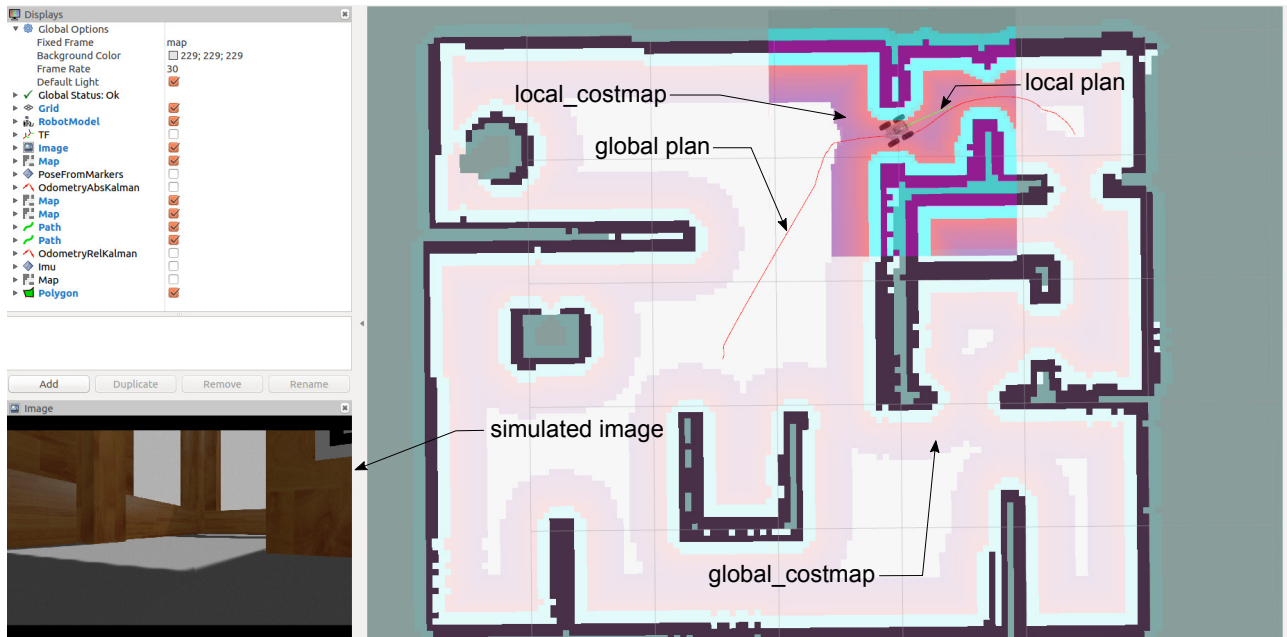 Displays
Global Options
Fixed Frame map
Background Color 229; 229; 229
Frame Rate 30
Default Light
Global Status: Ok
Grid
RobotModel
TF
Image
Map
PoseFromMarkers
OdometryAbsKalman
Map
Map
Path
Path
OdometryRelKalman
Imu
Map
Polygon
Add Duplicate Remove Rename
Image
local_costmap
local plan
global plan
simulated image
global_costmap